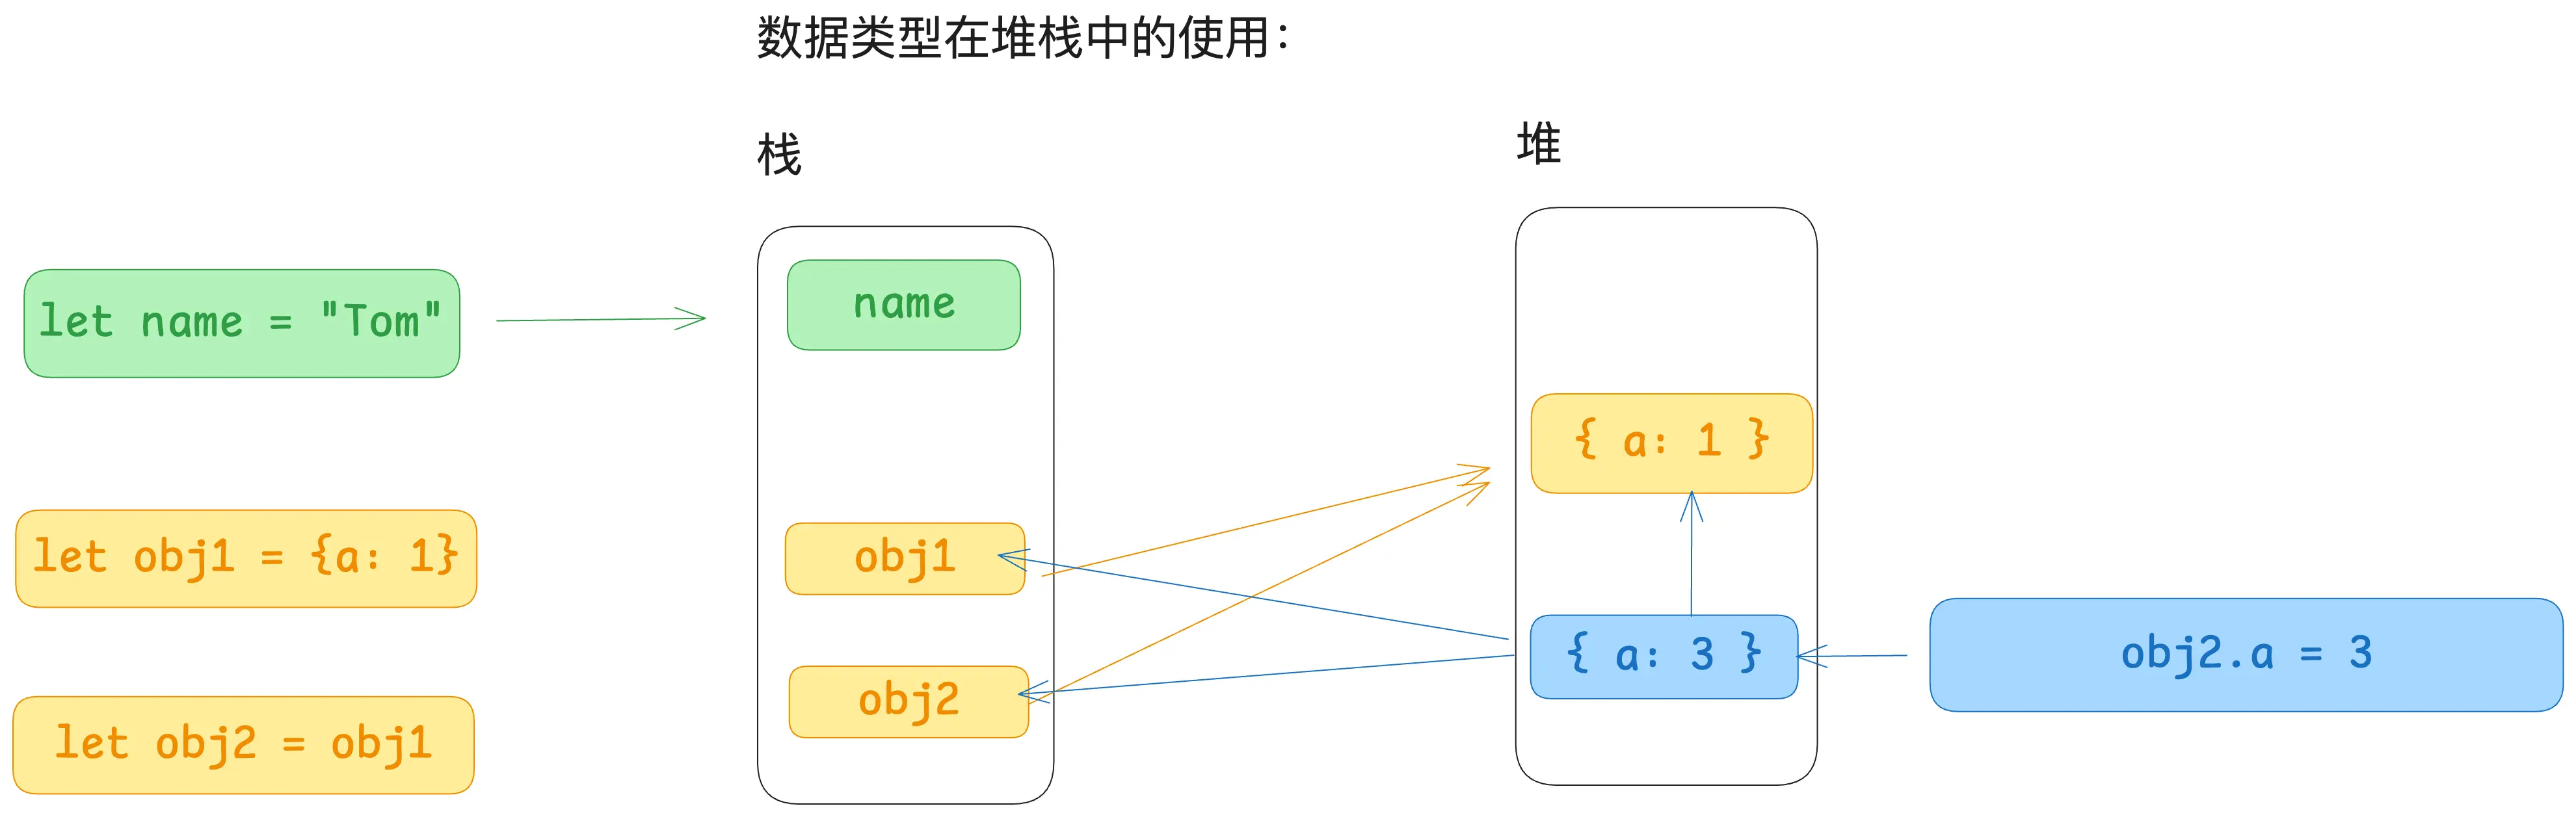 数据类型在堆栈中的使用：
栈
堆
let name = "Tom"
name
{ a: 1 }
let obj1 = {a: 1}
obj1
{ a: 3 }
obj2.a = 3
obj2
let obj2 = obj1